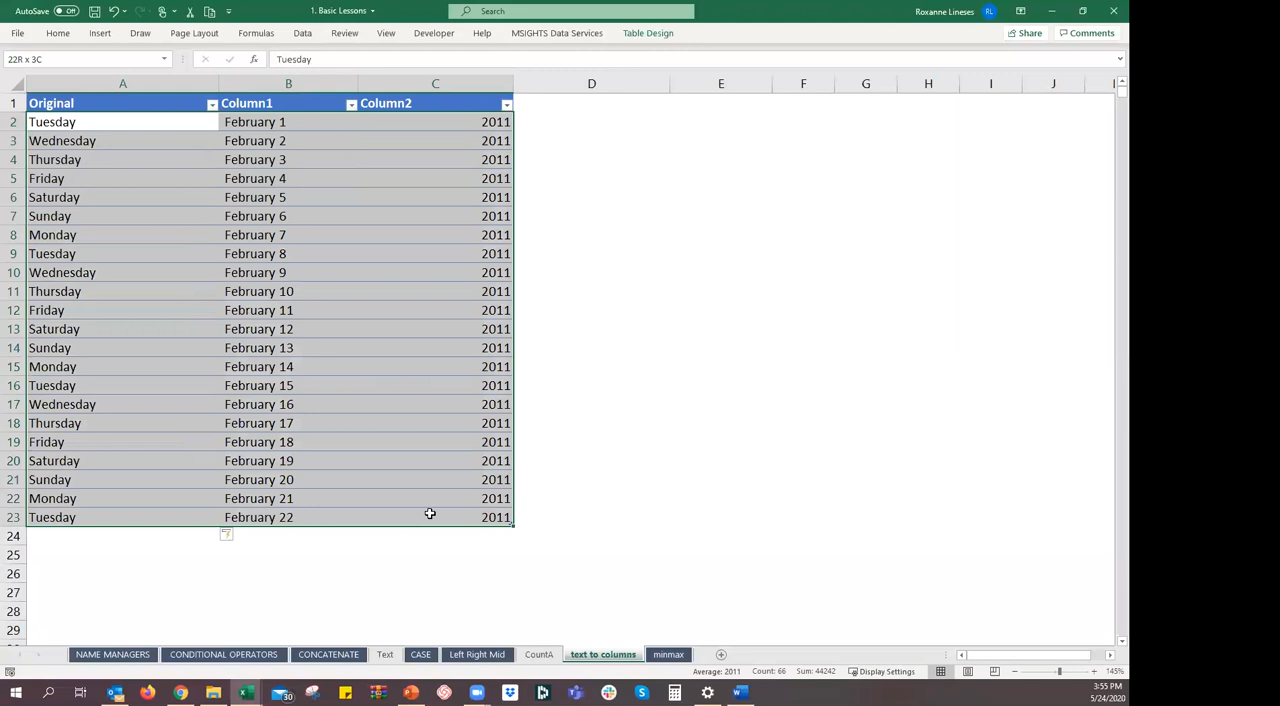 AutoSave Off 1. Basic Lessons Search Roxanne Lineses RL
File Home Insert Draw Page Layout Formulas Data Review View Developer Help MSIGHTS Data Services Table Design Share Comments
22R x 3C fx Tuesday
A B C D E F G H I J
1 Original Column1 Column2
2 Tuesday February 1 2011
3 Wednesday February 2 2011
4 Thursday February 3 2011
5 Friday February 4 2011
6 Saturday February 5 2011
7 Sunday February 6 2011
8 Monday February 7 2011
9 Tuesday February 8 2011
10 Wednesday February 9 2011
11 Thursday February 10 2011
12 Friday February 11 2011
13 Saturday February 12 2011
14 Sunday February 13 2011
15 Monday February 14 2011
16 Tuesday February 15 2011
17 Wednesday February 16 2011
18 Thursday February 17 2011
19 Friday February 18 2011
20 Saturday February 19 2011
21 Sunday February 20 2011
22 Monday February 21 2011
23 Tuesday February 22 2011
24
25
26
27
28
29
NAME MANAGERS CONDITIONAL OPERATORS CONCATENATE Text CASE Left Right Mid CountA text to columns minmax
Average: 2011 Count: 66 Sum: 44242 Display Settings 145%
30 3:55 PM
5/24/2020